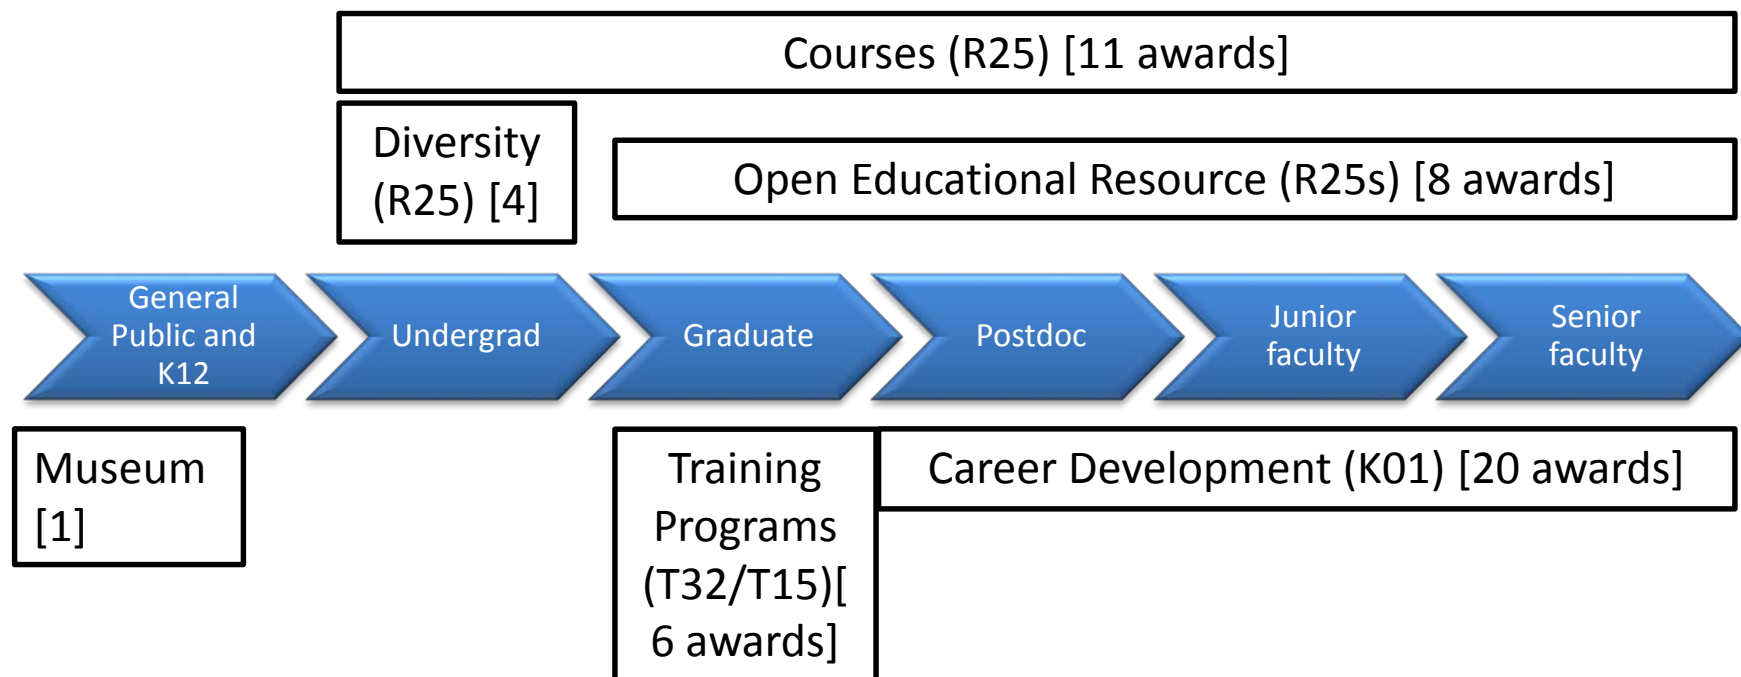 Courses (R25) [11 awards]
Diversity
(R25) [4]
Open Educational Resource (R25s) [8 awards]
General
Public and
K12
Undergrad
Graduate
Postdoc
Junior
faculty
Senior
faculty
Museum
[1]
Training
Programs
(T32/T15)[
6 awards]
Career Development (K01) [20 awards]